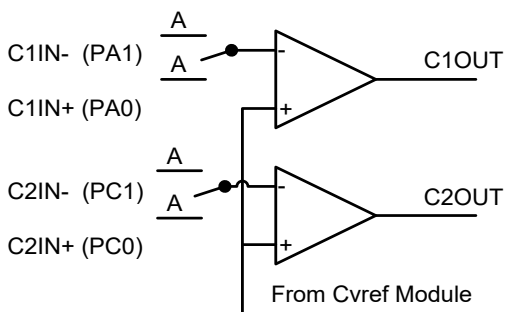 A
C1IN- (PA1)
A
-
C1OUT
C1IN+ (PA0)
+
A
C2IN- (PC1)
A
-
C2OUT
C2IN+ (PC0)
+
From Cvref Module